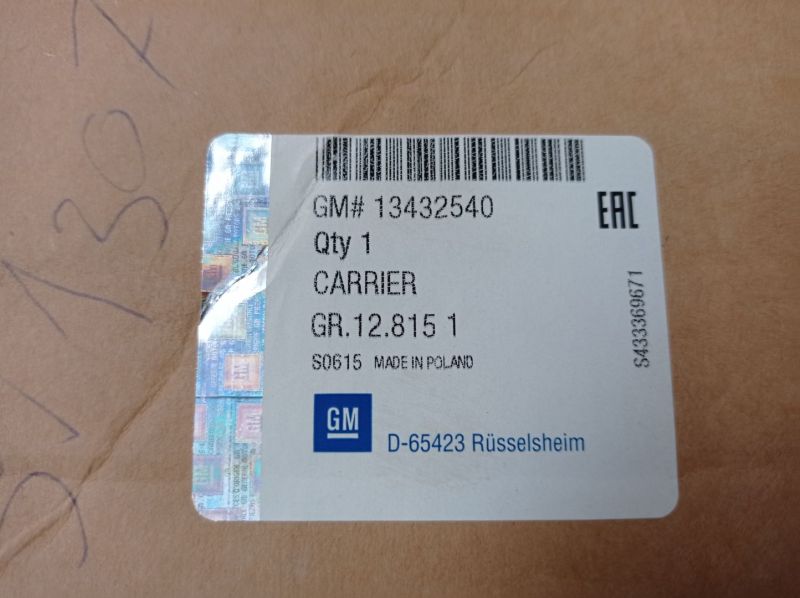 GM# 13432540
Qty 1
CARRIER
GR.12.815 1
S0615 MADE IN POLAND
EAC
S433369671
GM
D-65423 Rüsselsheim